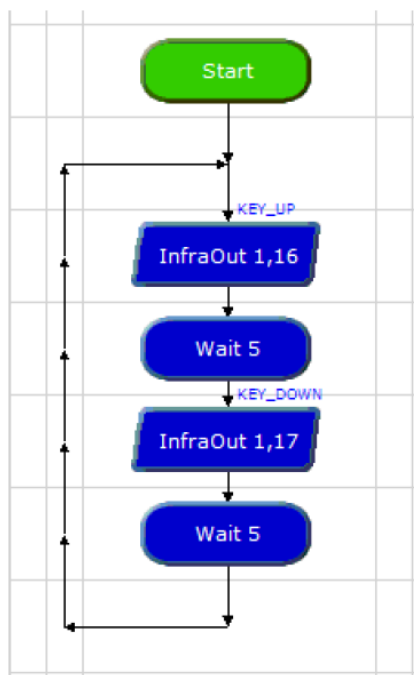 Start
KEY_UP
InfraOut 1,16
Wait 5
KEY_DOWN
InfraOut 1,17
Wait 5